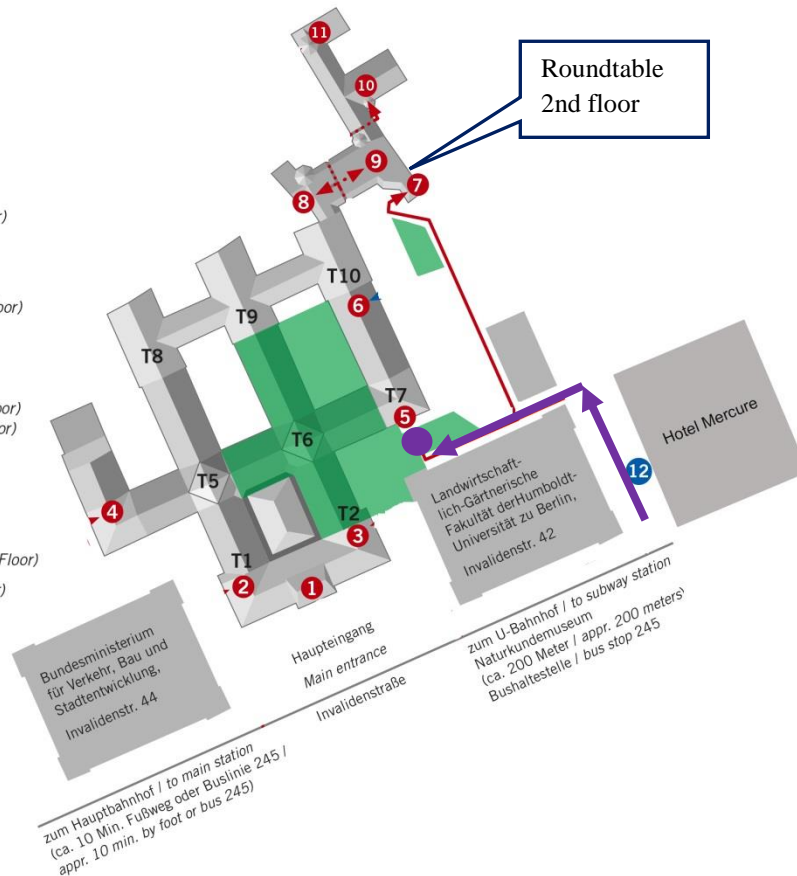 11
Roundtable
2nd floor
10
9
7
8
r)
T10
6
oor)
T9
T8
T7
5
or)
or)
T6
Hotel Mercure
T5
Landwirtschaft-
lich-Gärtnerische
Fakultät derHumboldt-
Universität zu Berlin,
Invalidenstr. 42
12
4
T2
3
Floor)
T1
2
1
r)
Haupteingang
Main entrance
Invalidenstraße
zum U-Bahnhof / to subway station
Naturkundemuseum
(ca. 200 Meter / appr. 200 meters)
Bushaltestelle / bus stop 245
Bundesministerium
für Verkehr, Bau und
Stadtentwicklung,
Invalidenstr. 44
zum Hauptbahnhof / to main station
(ca. 10 Min. Fußweg oder Buslinie 245 /
appr. 10 min. by foot or bus 245)